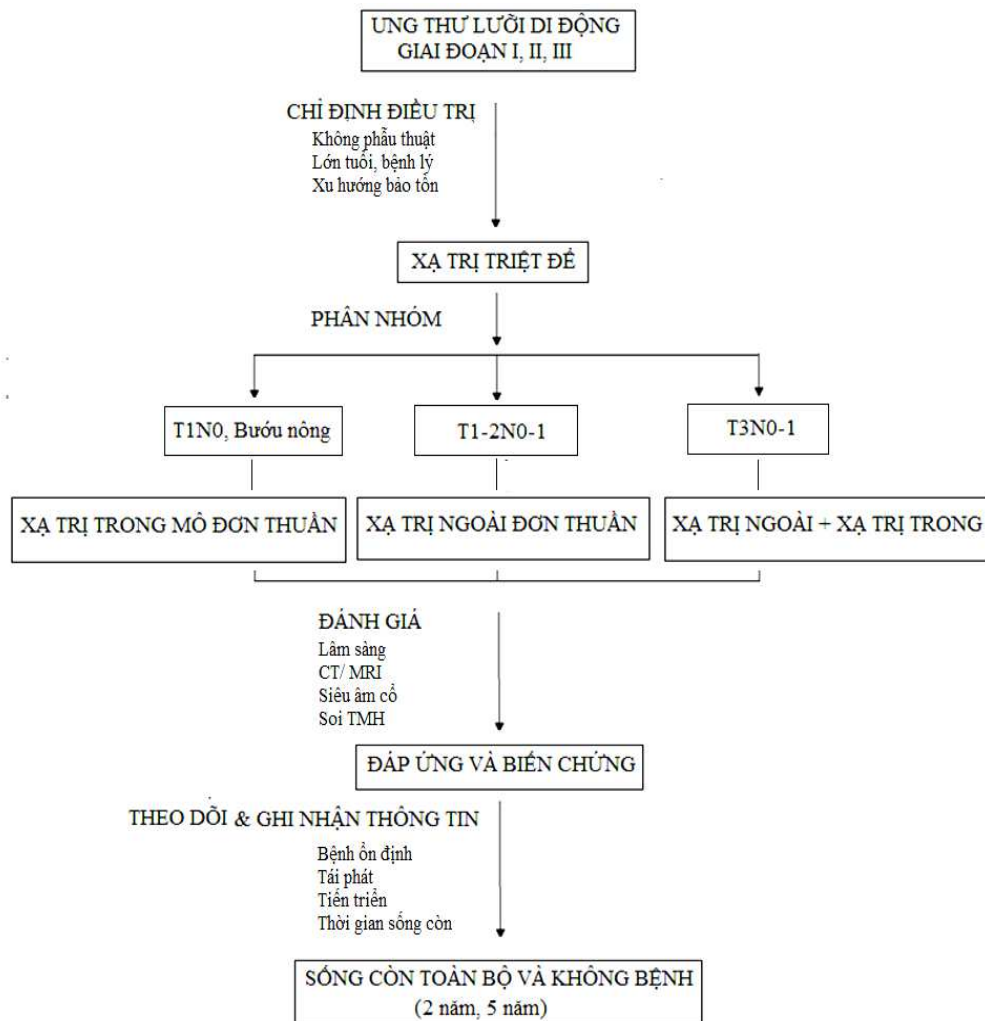 UNG THƯ LƯỠI DI ĐỘNG
GIAI ĐOẠN I, II, III
CHỈ ĐỊNH ĐIỀU TRỊ
Không phẫu thuật
Lớn tuổi, bệnh lý
Xu hướng bảo tồn
XẠ TRỊ TRIỆT ĐỂ
PHÂN NHÓM
T1N0, Bướu nông
T1-2N0-1
T3N0-1
XẠ TRỊ TRONG MÔ ĐƠN THUẦN
XẠ TRỊ NGOÀI ĐƠN THUẦN
XẠ TRỊ NGOÀI + XẠ TRỊ TRONG
ĐÁNH GIÁ
Lâm sàng
CT/ MRI
Siêu âm cổ
Soi TMH
ĐÁP ỨNG VÀ BIẾN CHỨNG
THEO DÕI & GHI NHẬN THÔNG TIN
Bệnh ổn định
Tái phát
Tiến triển
Thời gian sống còn
SỐNG CÒN TOÀN BỘ VÀ KHÔNG BỆNH
(2 năm, 5 năm)